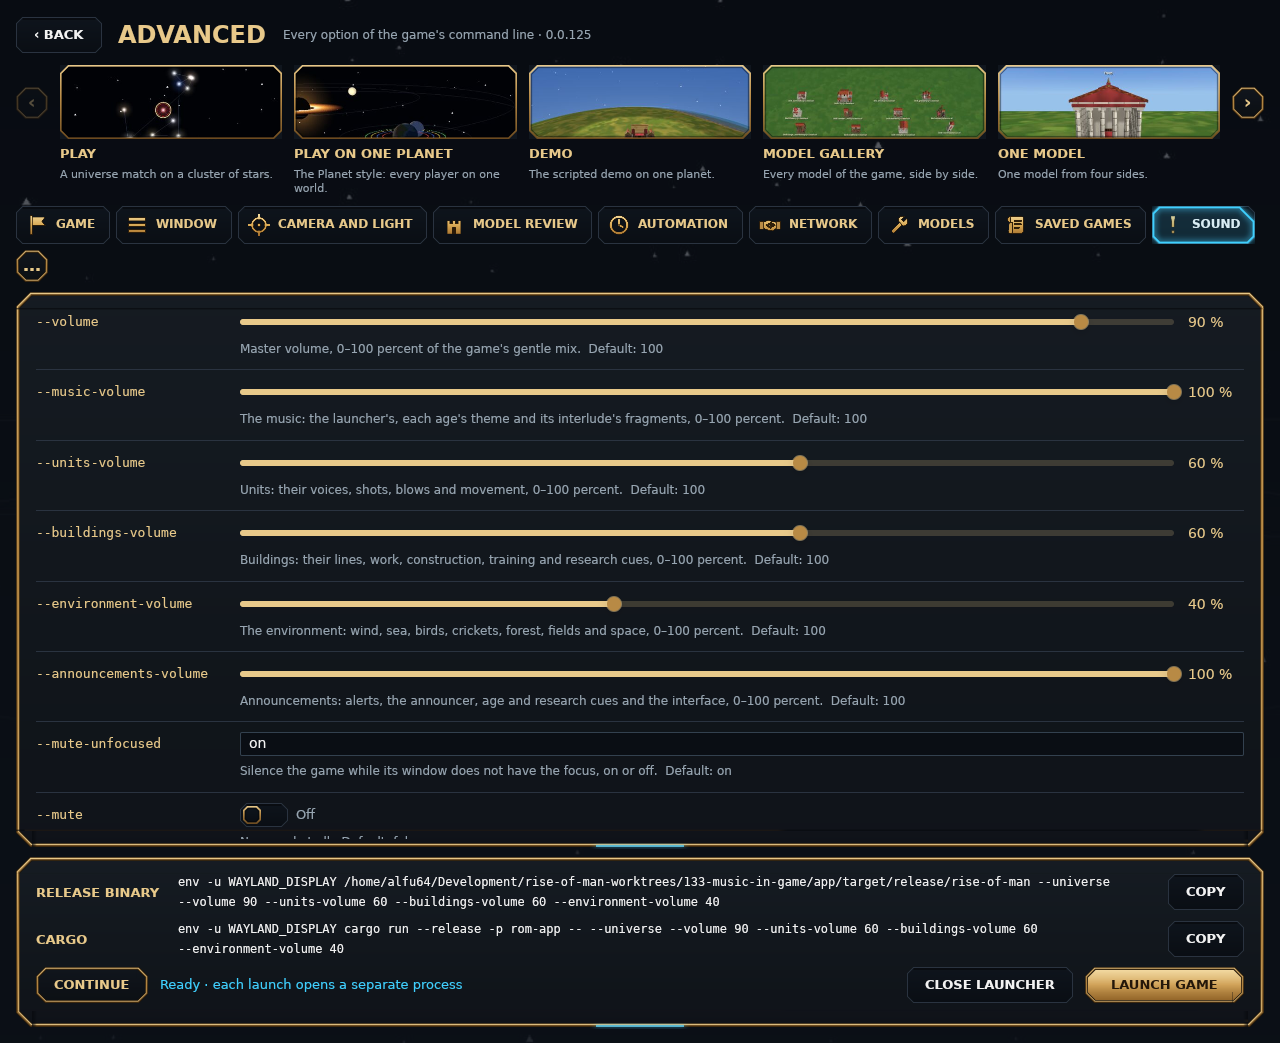 ‹ BACK
ADVANCED
Every option of the game's command line · 0.0.125
‹
›
PLAY
A universe match on a cluster of stars.
PLAY ON ONE PLANET
The Planet style: every player on one
world.
DEMO
The scripted demo on one planet.
MODEL GALLERY
Every model of the game, side by side.
ONE MODEL
One model from four sides.
GAME
WINDOW
CAMERA AND LIGHT
MODEL REVIEW
AUTOMATION
NETWORK
MODELS
SAVED GAMES
SOUND
...
--volume
90 %
Master volume, 0–100 percent of the game's gentle mix.  Default: 100
--music-volume
100 %
The music: the launcher's, each age's theme and its interlude's fragments, 0–100 percent.  Default: 100
--units-volume
60 %
Units: their voices, shots, blows and movement, 0–100 percent.  Default: 100
--buildings-volume
60 %
Buildings: their lines, work, construction, training and research cues, 0–100 percent.  Default: 100
--environment-volume
40 %
The environment: wind, sea, birds, crickets, forest, fields and space, 0–100 percent.  Default: 100
--announcements-volume
100 %
Announcements: alerts, the announcer, age and research cues and the interface, 0–100 percent.  Default: 100
--mute-unfocused
on
Silence the game while its window does not have the focus, on or off.  Default: on
--mute
Off
RELEASE BINARY
env -u WAYLAND_DISPLAY /home/alfu64/Development/rise-of-man-worktrees/133-music-in-game/app/target/release/rise-of-man --universe
--volume 90 --units-volume 60 --buildings-volume 60 --environment-volume 40
COPY
CARGO
env -u WAYLAND_DISPLAY cargo run --release -p rom-app -- --universe --volume 90 --units-volume 60 --buildings-volume 60
--environment-volume 40
COPY
CONTINUE
Ready · each launch opens a separate process
CLOSE LAUNCHER
LAUNCH GAME